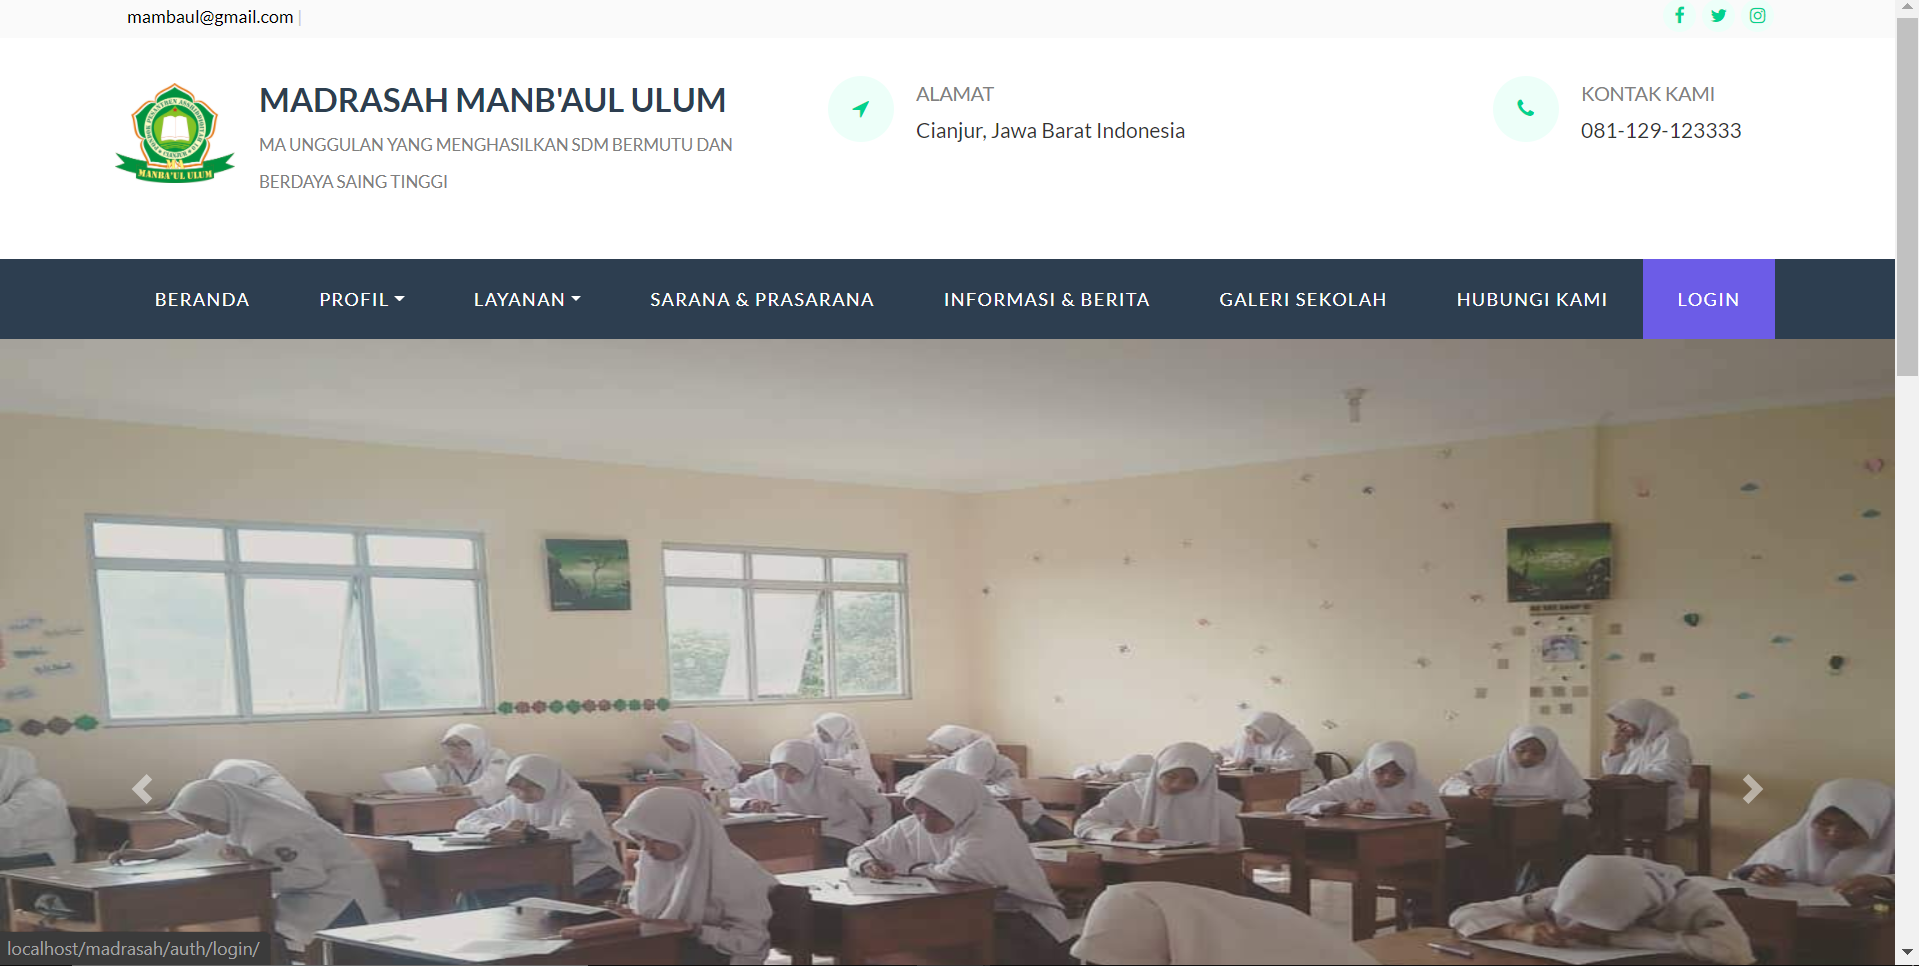 mambaul@gmail.com |
MADRASAH MANB'AUL ULUM
MA UNGGULAN YANG MENGHASILKAN SDM BERMUTU DAN
BERDAYA SAING TINGGI
ALAMAT
Cianjur, Jawa Barat Indonesia
KONTAK KAMI
081-129-123333
MANBA'UL ULUM
BERANDA
PROFIL
LAYANAN
SARANA & PRASARANA
INFORMASI & BERITA
GALERI SEKOLAH
HUBUNGI KAMI
LOGIN
localhost/madrasah/auth/login/